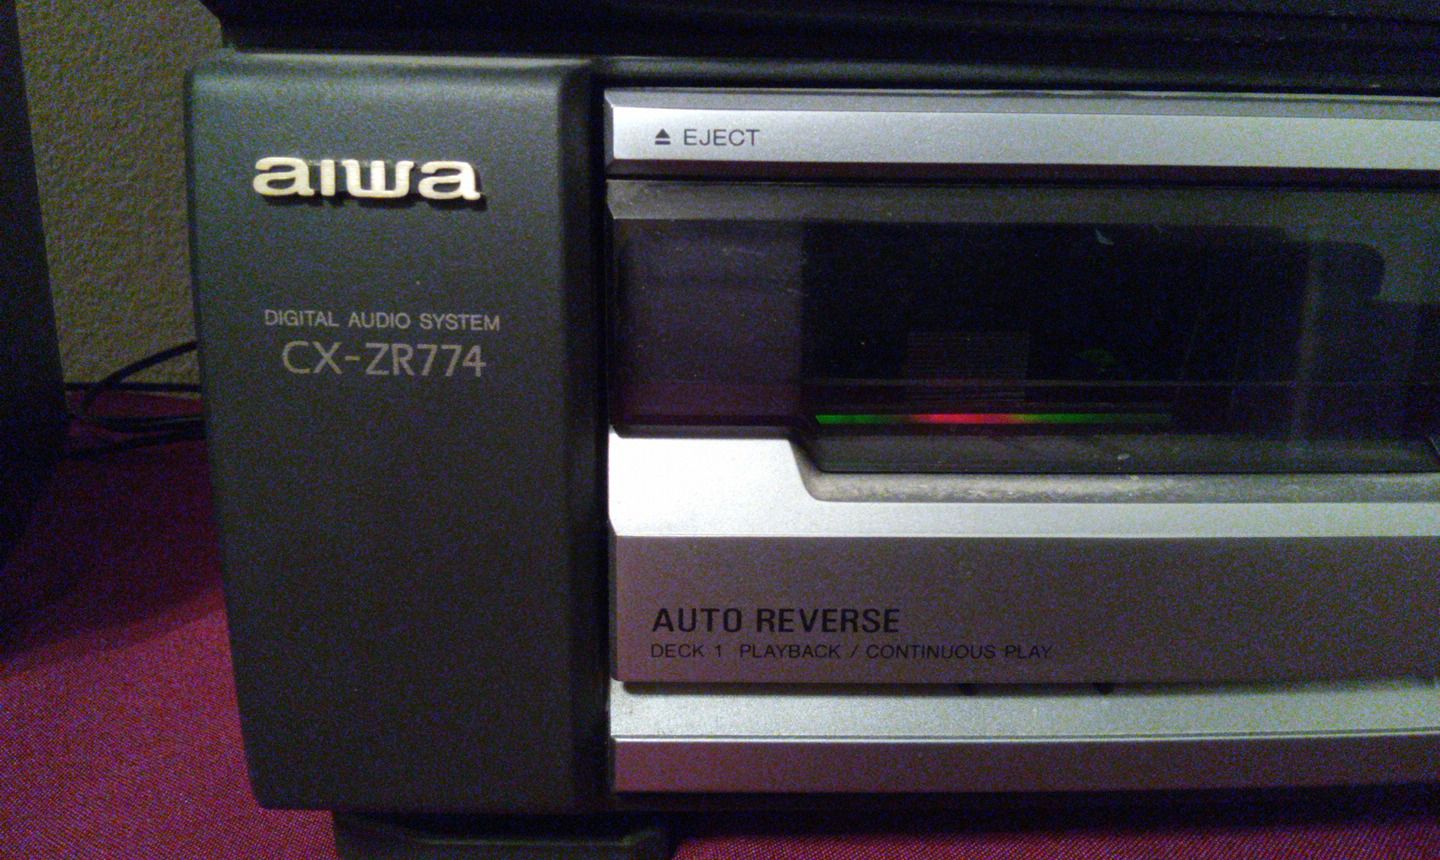 aiwa
DIGITAL AUDIO SYSTEM
CX-ZR774
⏏ EJECT
AUTO REVERSE
DECK 1 PLAYBACK / CONTINUOUS PLAY